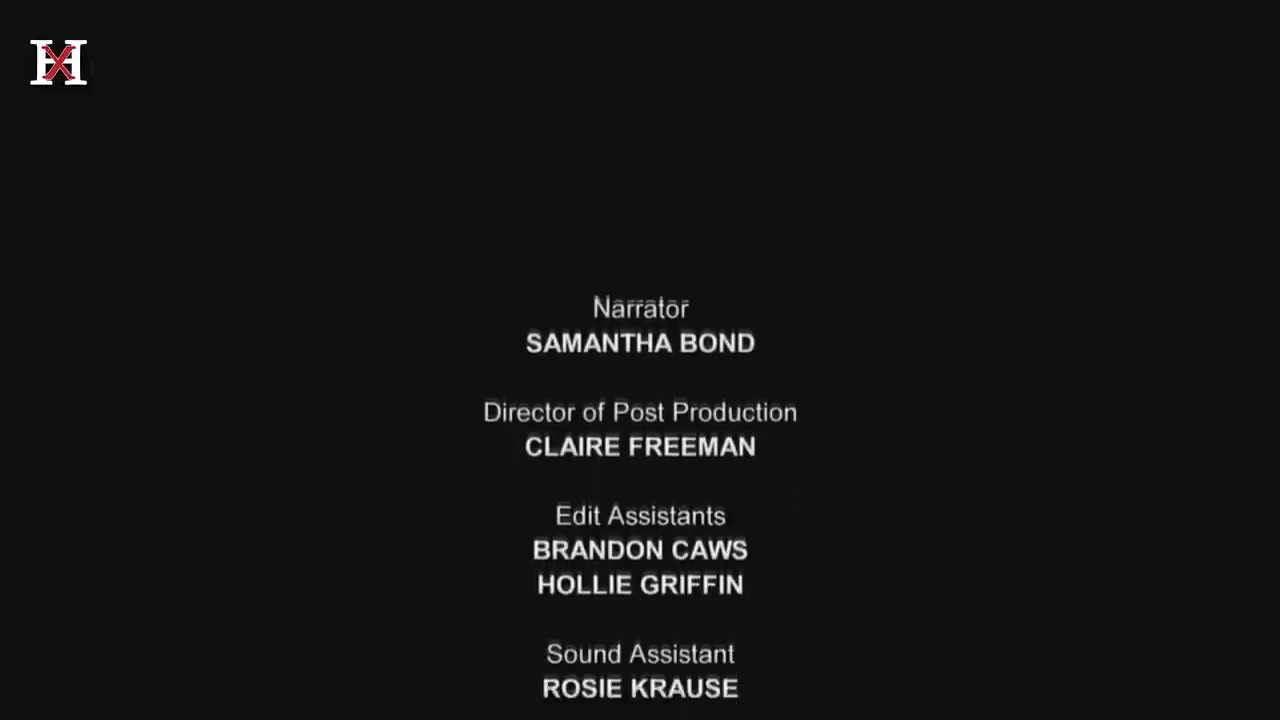 HX
Narrator
SAMANTHA BOND
Director of Post Production
CLAIRE FREEMAN
Edit Assistants
BRANDON CAWS
HOLLIE GRIFFIN
Sound Assistant
ROSIE KRAUSE